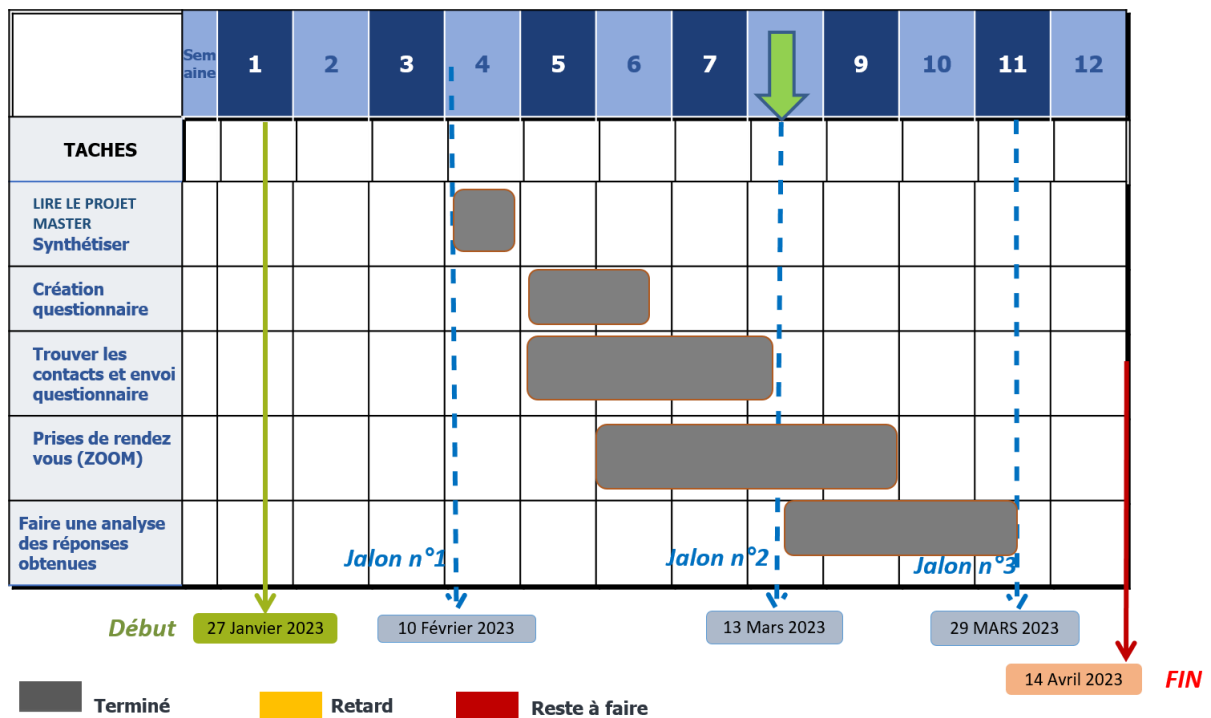 Sem
aine
1
2
3
4
5
6
7
9
10
11
12
TACHES
LIRE LE PROJET
MASTER
Synthétiser
Création
questionnaire
Trouver les
contacts et envoi
questionnaire
Prises de rendez
vous (ZOOM)
Faire une analyse
des réponses
obtenues
Jalon n°1
Jalon n°2
Jalon n°3
Début
27 Janvier 2023
10 Février 2023
13 Mars 2023
29 MARS 2023
14 Avril 2023
FIN
Terminé
Retard
Reste à faire